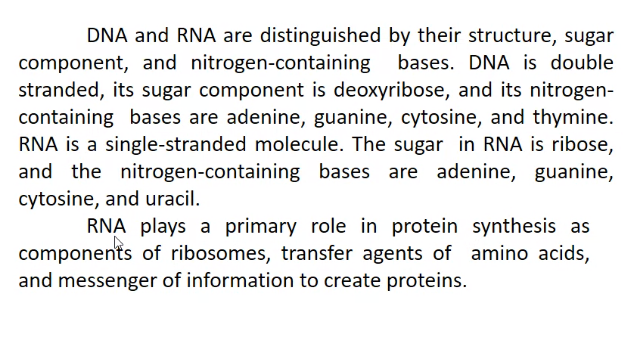 DNA and RNA are distinguished by their structure, sugar
component, and nitrogen-containing bases. DNA is double
stranded, its sugar component is deoxyribose, and its nitrogen-
containing bases are adenine, guanine, cytosine, and thymine.
RNA is a single-stranded molecule. The sugar in RNA is ribose,
and the nitrogen-containing bases are adenine, guanine,
cytosine, and uracil.
RNA plays a primary role in protein synthesis as
components of ribosomes, transfer agents of amino acids,
and messenger of information to create proteins.